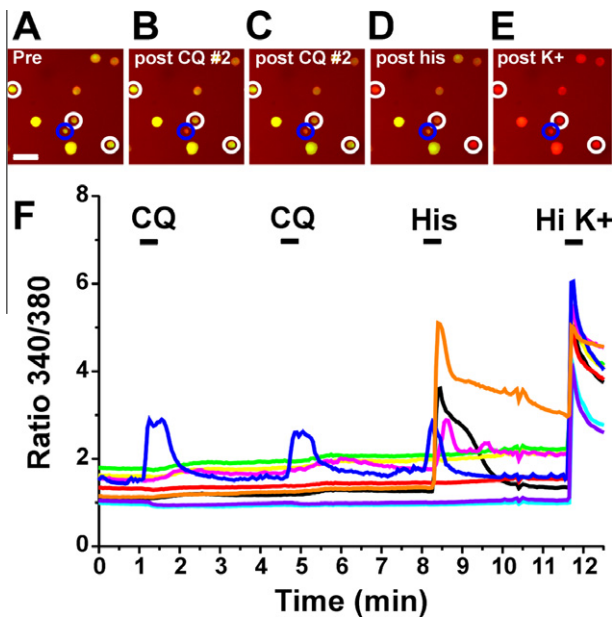 A B C D E
Pre post CQ #2 post CQ #2 post his post K+
F
CQ CQ His Hi K+
8
6
4
2
0
Ratio 340/380
0 1 2 3 4 5 6 7 8 9 10 11 12
Time (min)